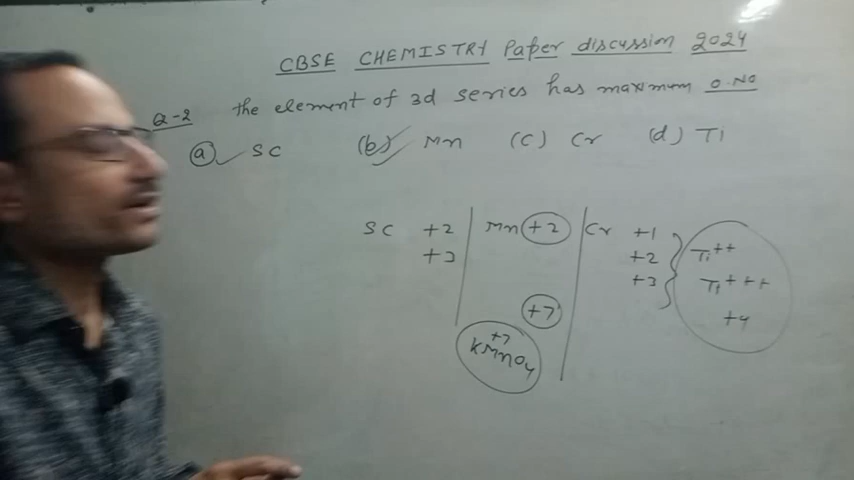 CBSE CHEMISTRY Paper discussion 2024
Q-2 the element of 3d series has maximum O.NO
(a) SC (b) Mn (C) Cr (d) Ti
SC +2 Mn +2 Cr +1 Ti++
+3 +2 Ti+++
+3 +4
+7
+7
KMnO4